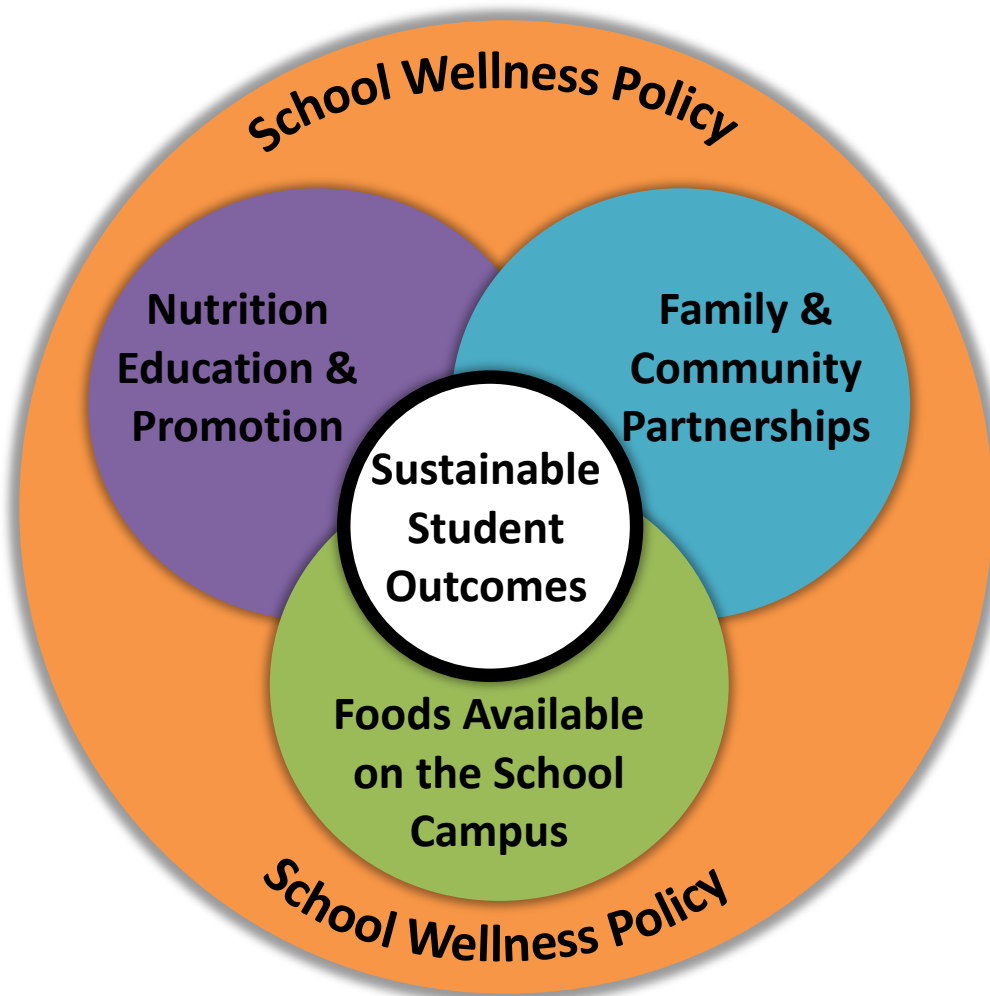 School Wellness Policy
Nutrition
Education &
Promotion
Family &
Community
Partnerships
Sustainable
Student
Outcomes
Foods Available
on the School
Campus
School Wellness Policy